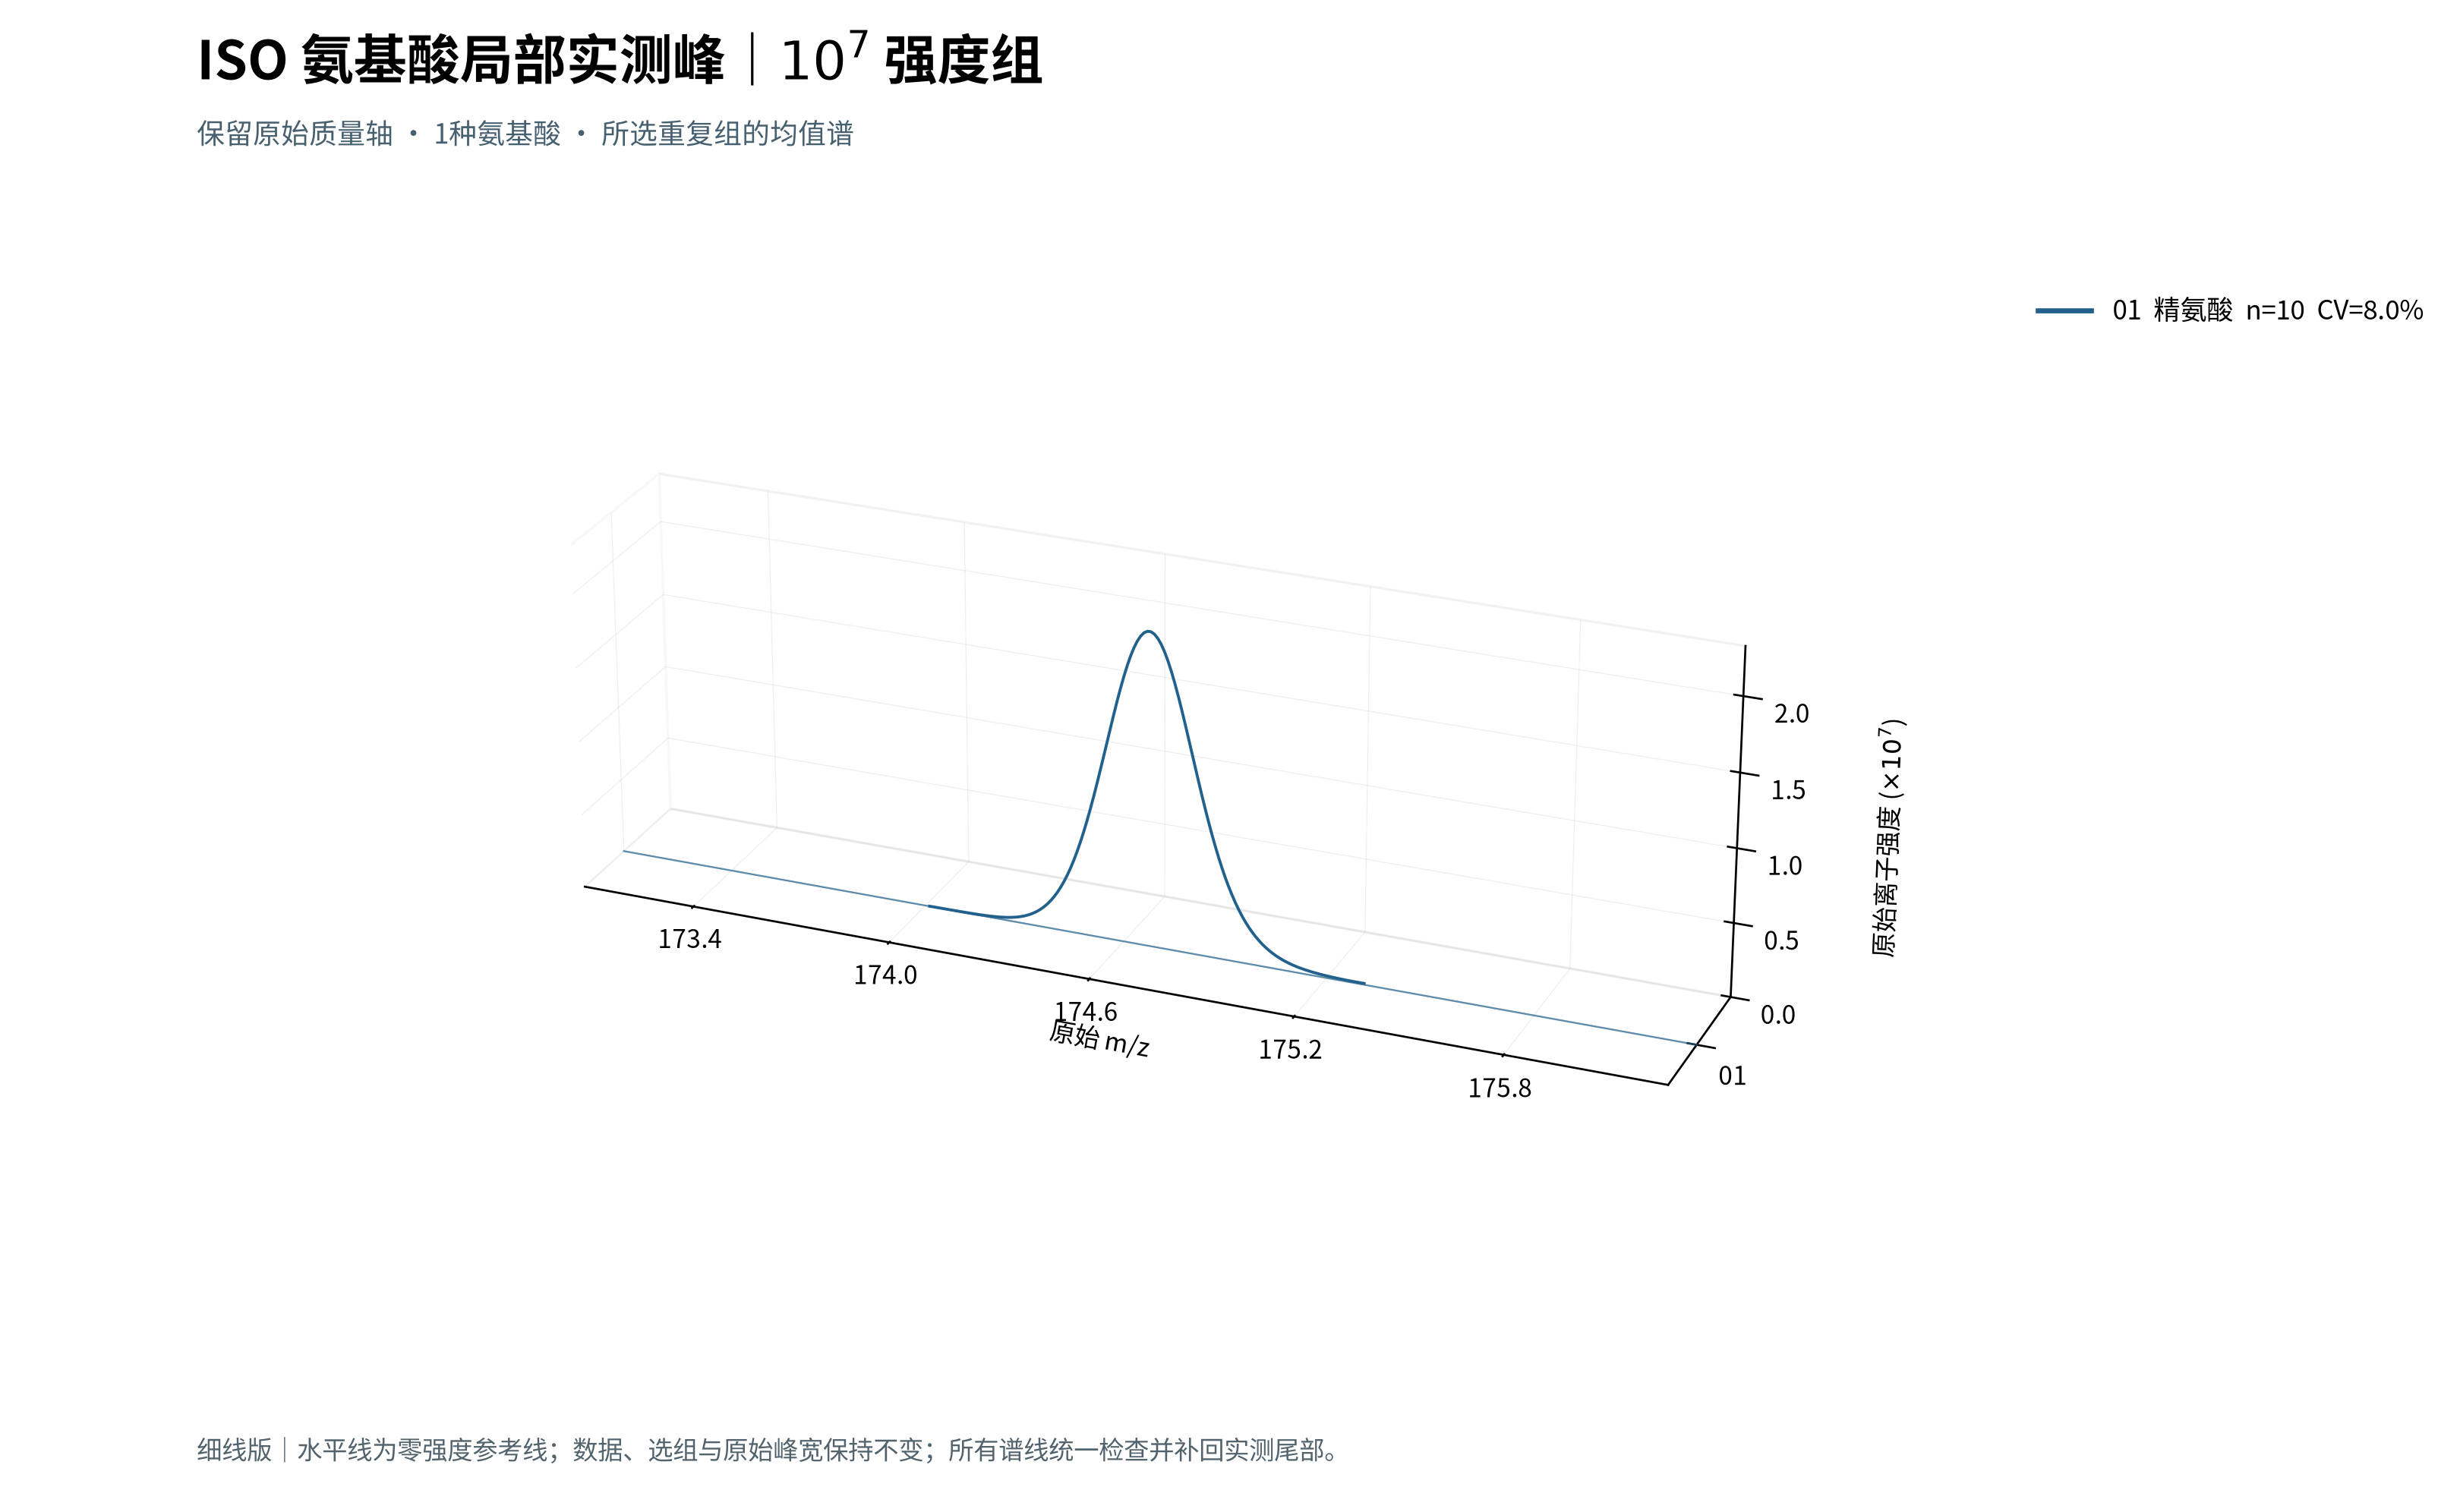 ISO 氨基酸局部实测峰｜10⁷ 强度组
保留原始质量轴 · 1种氨基酸 · 所选重复组的均值谱
01 精氨酸 n=10 CV=8.0%
2.0
1.5
1.0
0.5
0.0
原始离子强度 (×10⁷)
01
173.4
174.0
174.6
175.2
175.8
原始 m/z
细线版｜水平线为零强度参考线；数据、选组与原始峰宽保持不变；所有谱线统一检查并补回实测尾部。